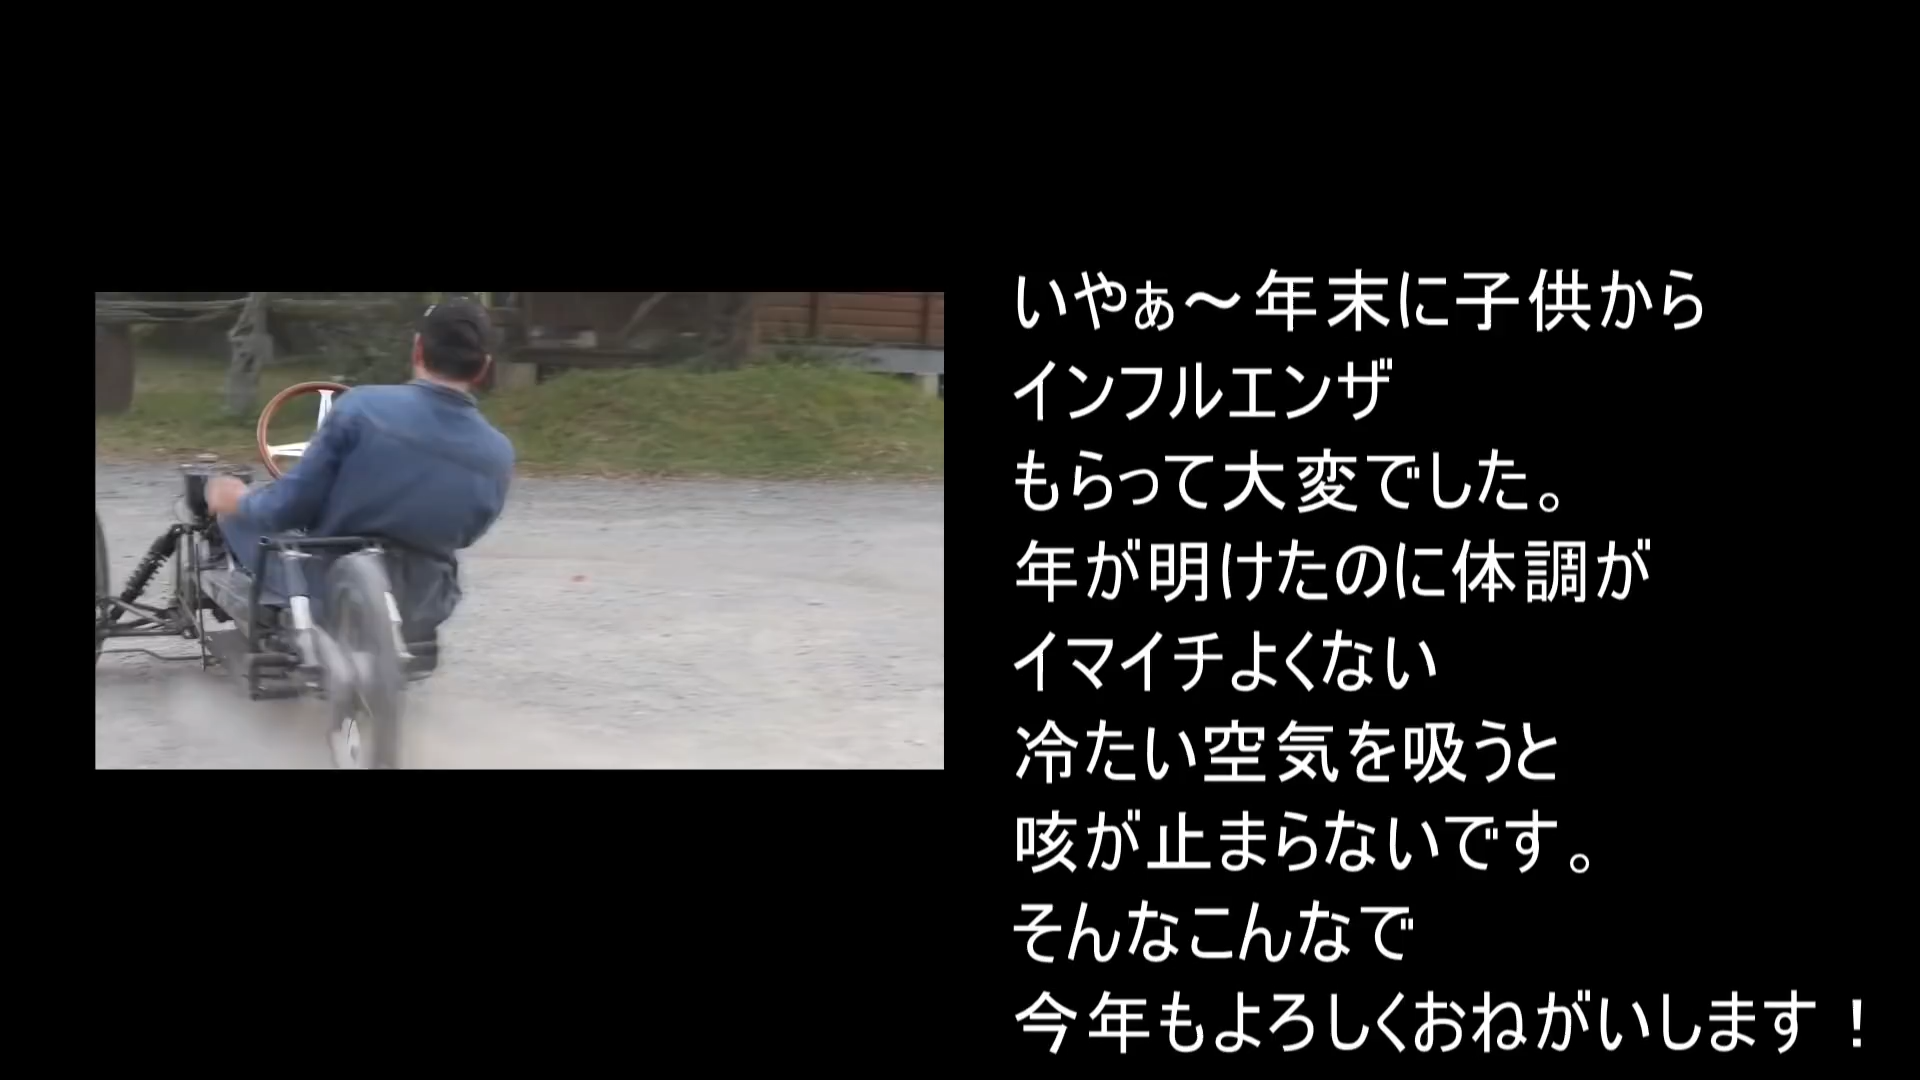 いやぁ～年末に子供から
インフルエンザ
もらって大変でした。
年が明けたのに体調が
イマイチよくない
冷たい空気を吸うと
咳が止まらないです。
そんなこんなで
今年もよろしくおねがいします！